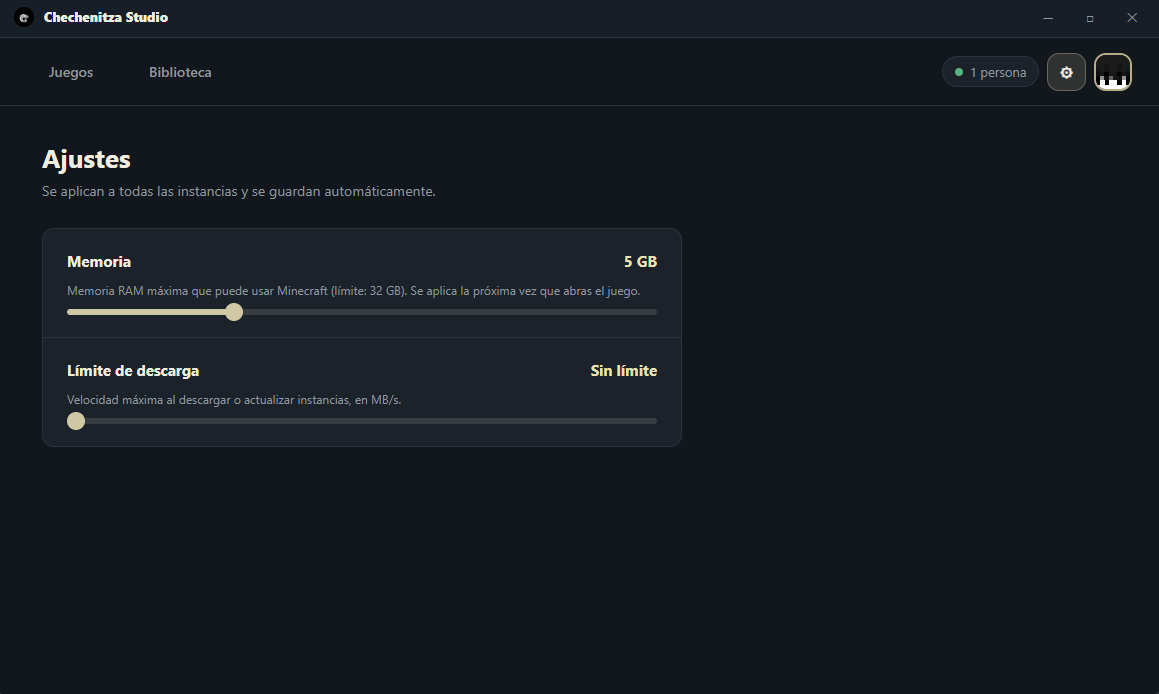 Chechenitza Studio
Juegos
Biblioteca
1 persona
Ajustes
Se aplican a todas las instancias y se guardan automáticamente.
Memoria
5 GB
Memoria RAM máxima que puede usar Minecraft (límite: 32 GB). Se aplica la próxima vez que abras el juego.
Límite de descarga
Sin límite
Velocidad máxima al descargar o actualizar instancias, en MB/s.